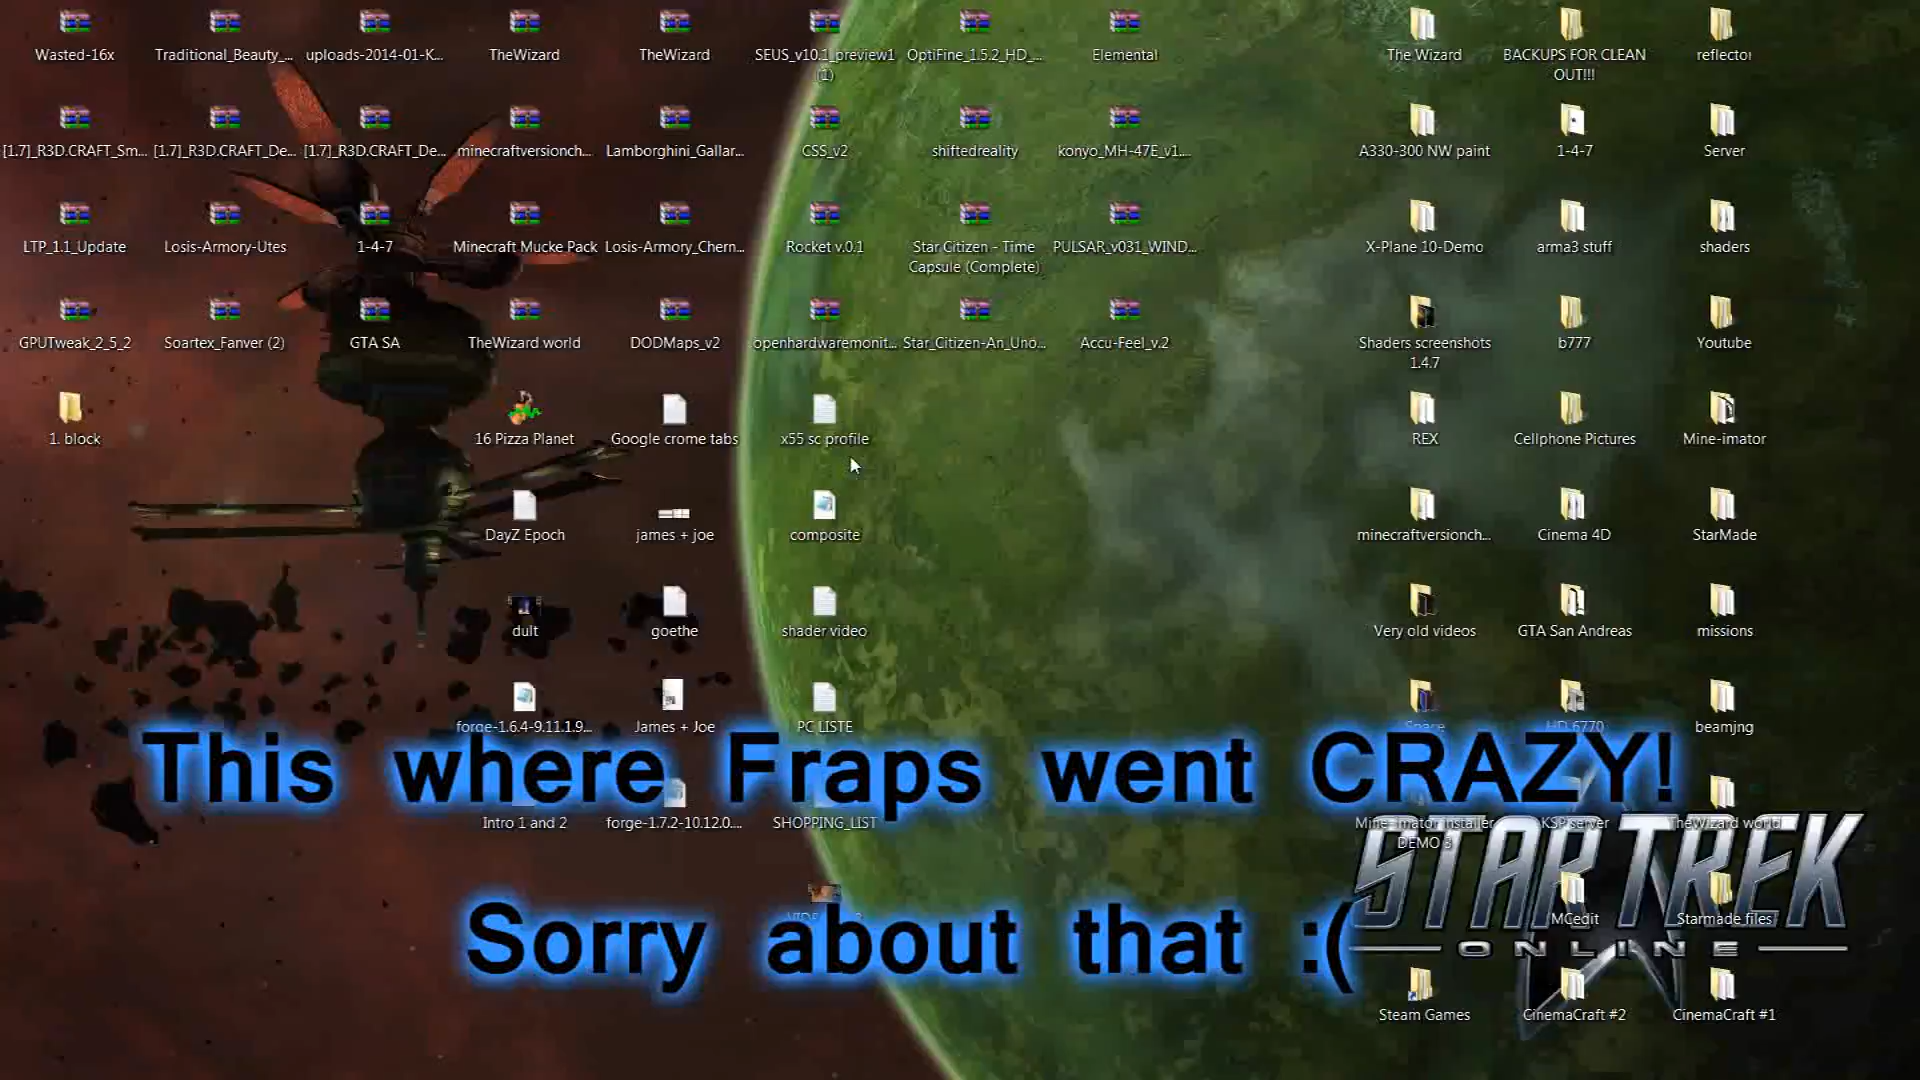 Wasted-16x
Traditional_Beauty_...
uploads-2014-01-K...
TheWizard
TheWizard
SEUS_v10.1_preview1
(1)
OptiFine_1.5.2_HD_...
Elemental
The Wizard
BACKUPS FOR CLEAN
OUT!!!
reflector
[1.7]_R3D.CRAFT_Sm...
[1.7]_R3D.CRAFT_De...
[1.7]_R3D.CRAFT_De...
minecraftversionch...
Lamborghini_Gallar...
CSS_v2
shiftedreality
konyo_MH-47E_v1....
A330-300 NW paint
1-4-7
Server
LTP_1.1_Update
Losis-Armory-Utes
1-4-7
Minecraft Mucke Pack
Losis-Armory_Chern...
Rocket v.0.1
Star Citizen - Time
Capsule (Complete)
PULSAR_v031_WIND...
X-Plane 10-Demo
arma3 stuff
shaders
GPUTweak_2_5_2
Soartex_Fanver (2)
GTA SA
TheWizard world
DODMaps_v2
openhardwaremonit...
Star_Citizen-An_Uno...
Accu-Feel_v.2
Shaders screenshots
1.4.7
b777
Youtube
1. block
16 Pizza Planet
Google crome tabs
x55 sc profile
REX
Cellphone Pictures
Mine-imator
DayZ Epoch
james + joe
composite
minecraftversionch...
Cinema 4D
StarMade
dult
goethe
shader video
Very old videos
GTA San Andreas
missions
forge-1.6.4-9.11.1.9...
James + Joe
PC LISTE
Space
HD 6770
beamjng
This where Fraps went CRAZY!
Intro 1 and 2
forge-1.7.2-10.12.0....
SHOPPING_LIST
Mine-imator installer
DEMO 3
KSP server
TheWizard world
STAR TREK
ONLINE
MCedit
Starmade files
Sorry about that :(
Steam Games
CinemaCraft #2
CinemaCraft #1